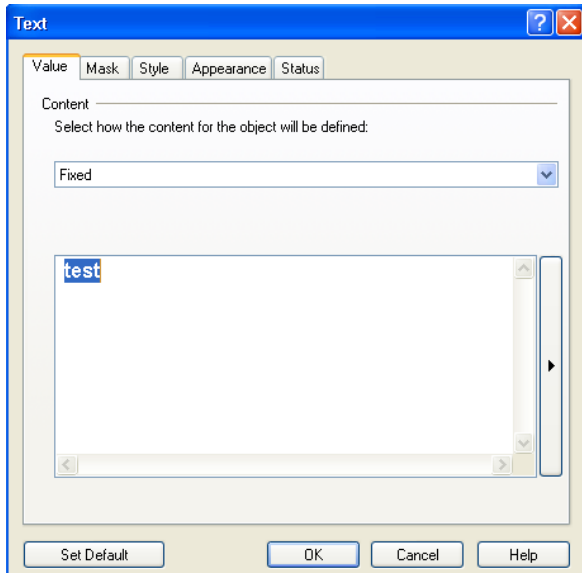 Text
Value Mask Style Appearance Status
Content
Select how the content for the object will be defined:
Fixed
test
Set Default OK Cancel Help